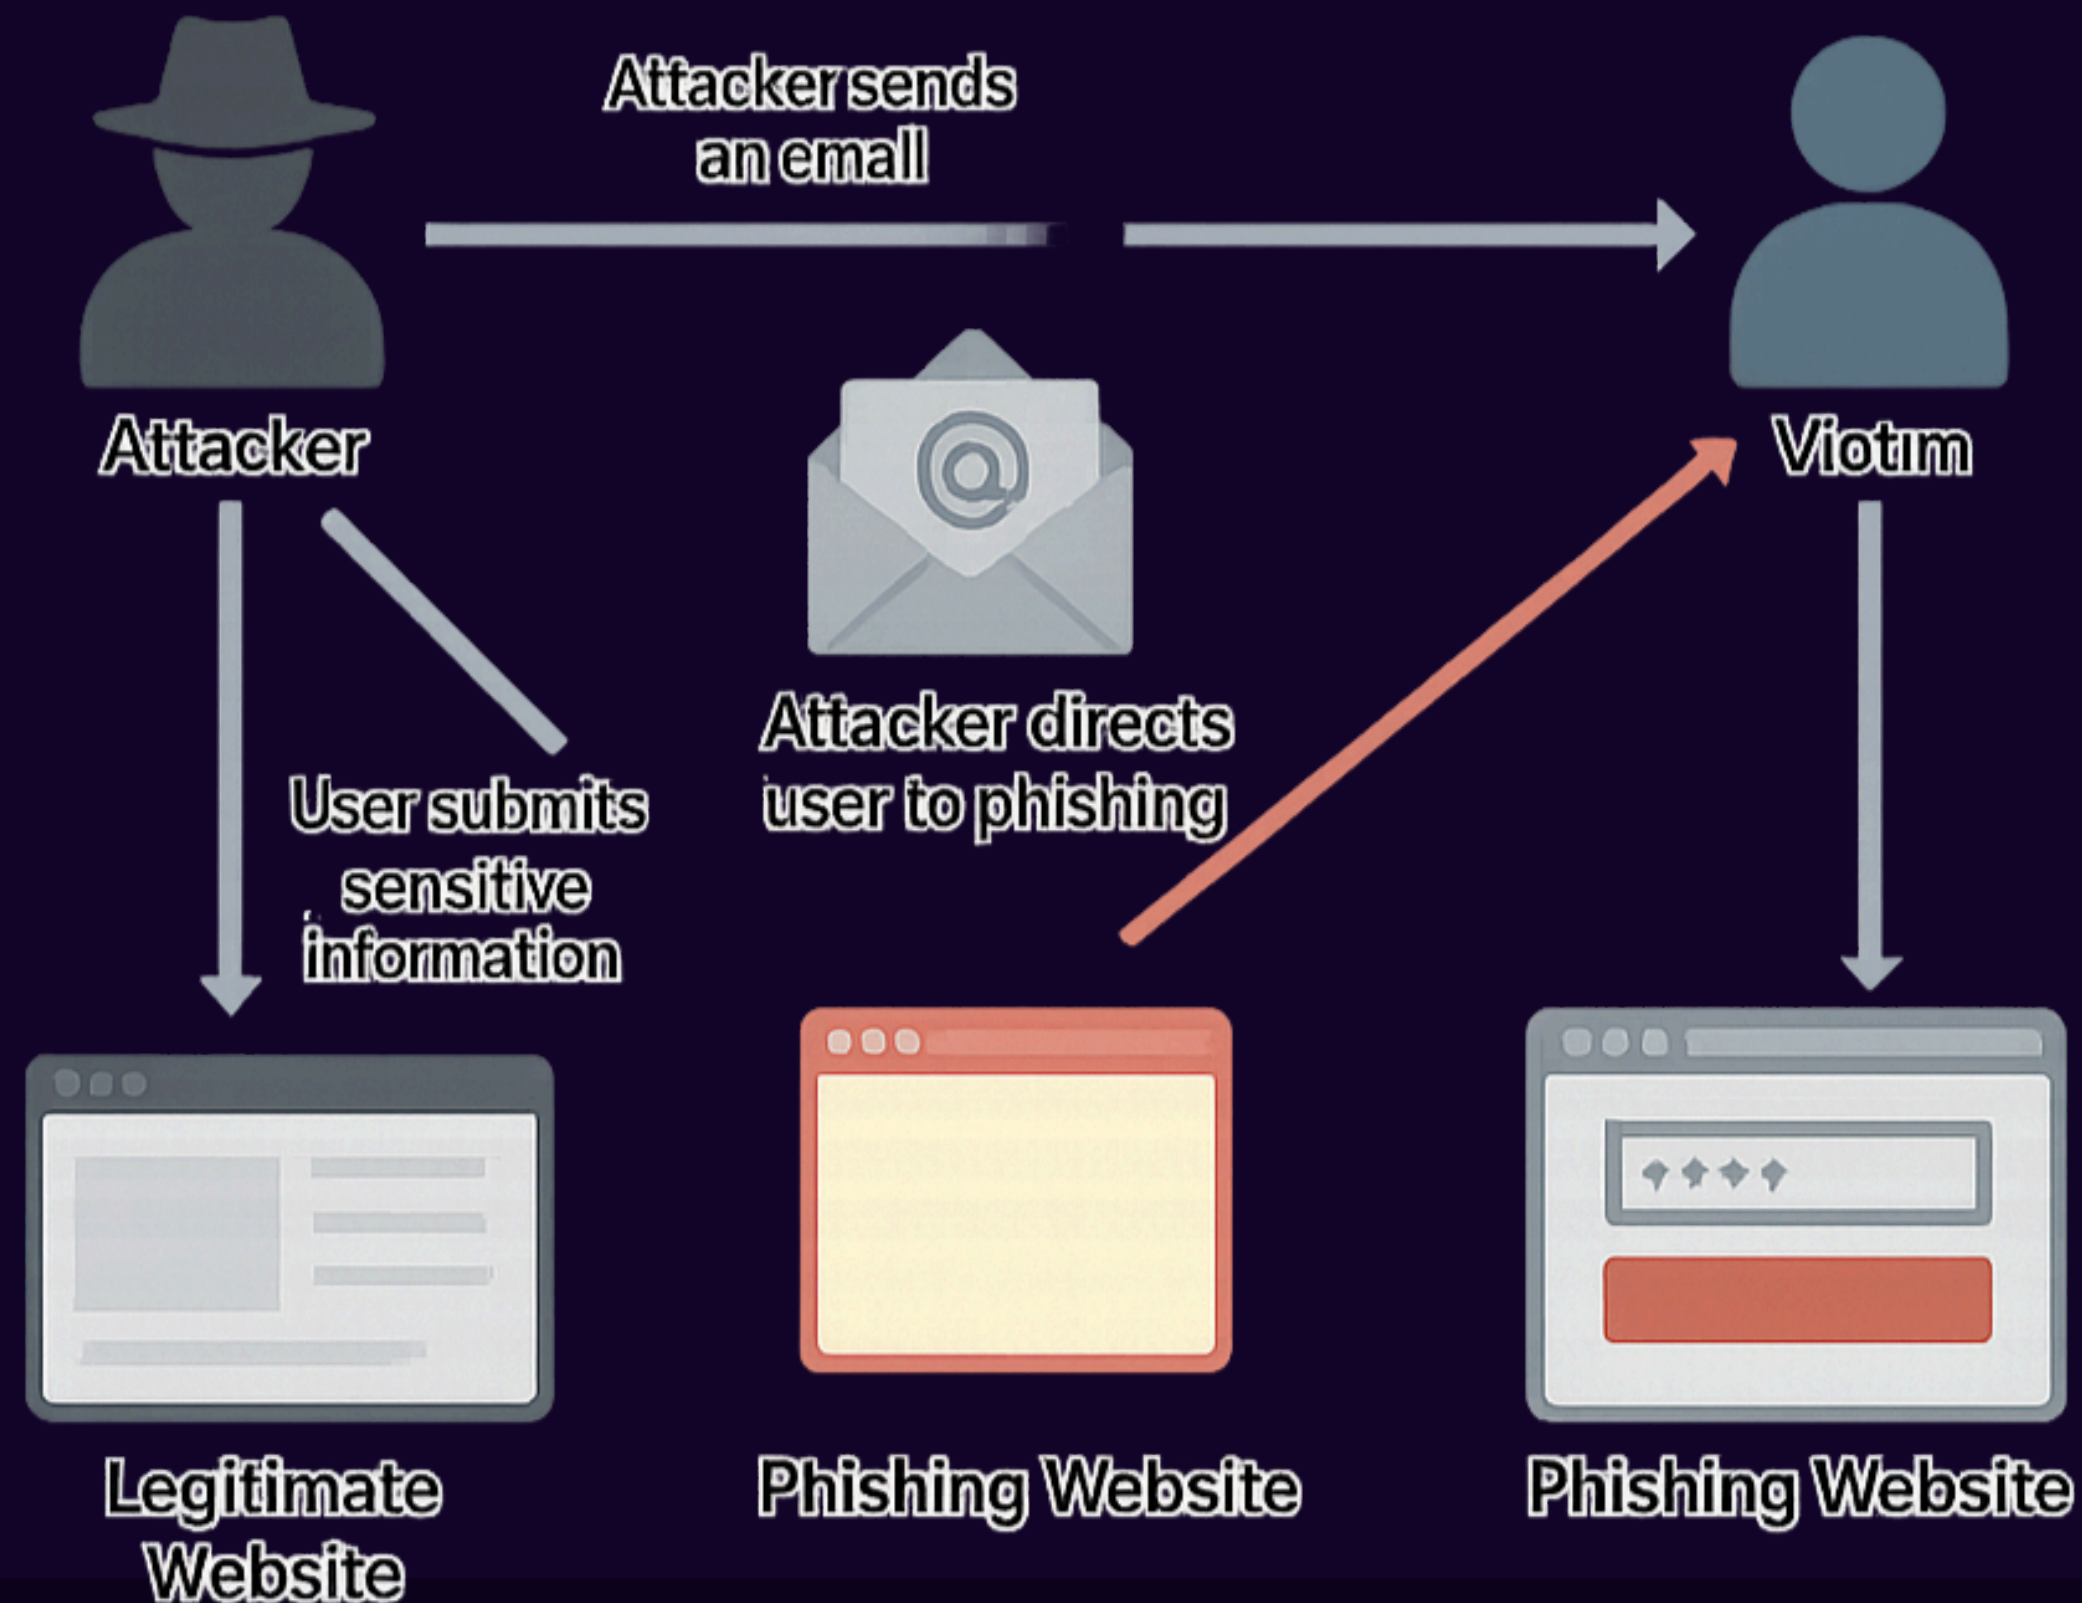 Attacker sends
an emall
Attacker
Viotım
Attacker directs
user to phishing
User submits
sensitive
information
Legitimate
Website
Phishing Website
Phishing Website